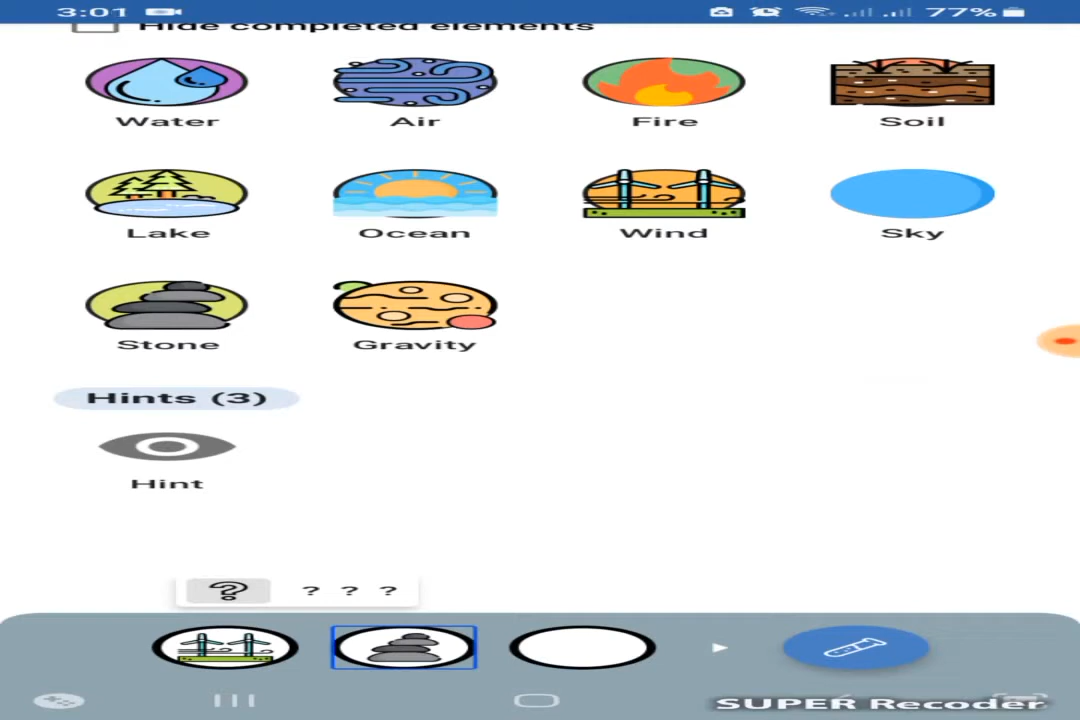 3:01 77%
Hide completed elements
Water Air Fire Soil
Lake Ocean Wind Sky
Stone Gravity
Hints (3)
Hint
? ? ? ?
SUPER Recoder